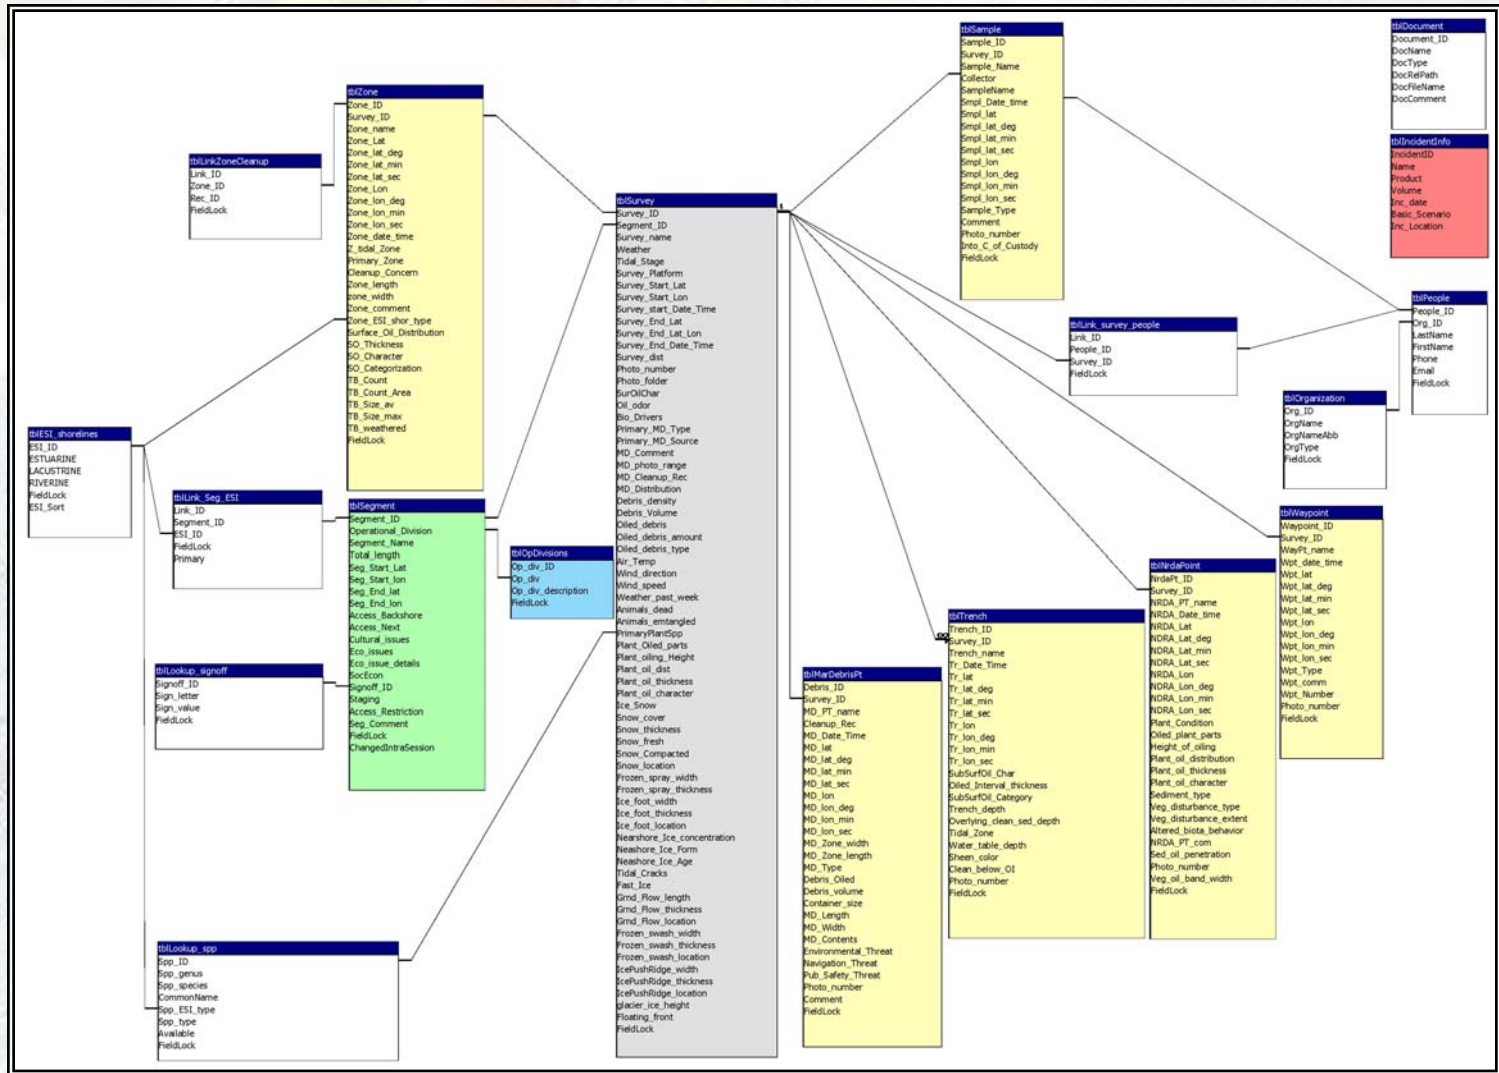 tblZone
Zone_ID
Survey_ID
Zone_name
Zone_Lat
Zone_lat_deg
Zone_lat_min
Zone_lat_sec
Zone_Lon
Zone_lon_deg
Zone_lon_min
Zone_lon_sec
Zone_date_time
Z_tidal_Zone
Primary_Zone
Cleanup_Concern
Zone_length
zone_width
Zone_comment
Zone_ESI_shor_type
Surface_Oil_Distribution
SO_Thickness
SO_Character
SO_Categorization
TB_Count
TB_Count_Area
TB_Size_av
TB_Size_max
TB_weathered
FieldLock
tblLinkZoneCleanup
Link_ID
Zone_ID
Rec_ID
FieldLock
tblESI_shorelines
ESI_ID
ESTUARINE
LACUSTRINE
RIVERINE
FieldLock
ESI_Sort
tblLink_Seg_ESI
Link_ID
Segment_ID
ESI_ID
FieldLock
Primary
tblSegment
Segment_ID
Operational_Division
Segment_Name
Total_length
Seg_Start_Lat
Seg_Start_lon
Seg_End_lat
Seg_End_lon
Access_Backshore
Access_Next
Cultural_issues
Eco_issues
Eco_issue_details
SocEcon
Signoff_ID
Staging
Access_Restriction
Seg_Comment
FieldLock
ChangedIntraSession
tblOpDivisions
Op_div_ID
Op_div
Op_div_description
FieldLock
tblLookup_signoff
Signoff_ID
Sign_letter
Sign_value
FieldLock
tblLookup_spp
Spp_ID
Spp_genus
Spp_species
CommonName
Spp_ESI_type
Spp_type
Available
FieldLock
tblSurvey
Survey_ID
Segment_ID
Survey_name
Weather
Tidal_Stage
Survey_Platform
Survey_Start_Lat
Survey_Start_Lon
Survey_start_Date_Time
Survey_End_Lat
Survey_End_Lat_Lon
Survey_End_Date_Time
Survey_dist
Photo_number
Photo_folder
SurOilChar
Oil_odor
Bio_Drivers
Primary_MD_Type
Primary_MD_Source
MD_Comment
MD_photo_range
MD_Cleanup_Rec
MD_Distribution
Debris_density
Debris_Volume
Oiled_debris
Oiled_debris_amount
Oiled_debris_type
Air_Temp
Wind_direction
Wind_speed
Weather_past_week
Animals_dead
Animals_emtangled
PrimaryPlantSpp
Plant_Oiled_parts
Plant_oiling_Height
Plant_oil_dist
Plant_oil_thickness
Plant_oil_character
Ice_Snow
Snow_cover
Snow_thickness
Snow_fresh
Snow_Compacted
Snow_location
Frozen_spray_width
Frozen_spray_thickness
Ice_foot_width
Ice_foot_thickness
Ice_foot_location
Nearshore_Ice_concentration
Neashore_Ice_Form
Neashore_Ice_Age
Tidal_Cracks
Fast_Ice
Grnd_Flow_length
Grnd_Flow_thickness
Grnd_Flow_location
Frozen_swash_width
Frozen_swash_thickness
Frozen_swash_location
IcePushRidge_width
IcePushRidge_thickness
IcePushRidge_location
glacier_ice_height
Floating_front
FieldLock
1
∞
tblSample
Sample_ID
Survey_ID
Sample_Name
Collector
SampleName
Smpl_Date_time
Smpl_lat
Smpl_lat_deg
Smpl_lat_min
Smpl_lat_sec
Smpl_lon
Smpl_lon_deg
Smpl_lon_min
Smpl_lon_sec
Sample_Type
Comment
Photo_number
Into_C_of_Custody
FieldLock
tblLink_survey_people
Link_ID
People_ID
Survey_ID
FieldLock
tblMarDebrisPt
Debris_ID
Survey_ID
MD_PT_name
Cleanup_Rec
MD_Date_Time
MD_lat
MD_lat_deg
MD_lat_min
MD_lat_sec
MD_lon
MD_lon_deg
MD_lon_min
MD_lon_sec
MD_Zone_width
MD_Zone_length
MD_Type
Debris_Oiled
Debris_volume
Container_size
MD_Length
MD_Width
MD_Contents
Environmental_Threat
Navigation_Threat
Pub_Safety_Threat
Photo_number
Comment
FieldLock
tblTrench
Trench_ID
Survey_ID
Trench_name
Tr_Date_Time
Tr_lat
Tr_lat_deg
Tr_lat_min
Tr_lat_sec
Tr_lon
Tr_lon_deg
Tr_lon_min
Tr_lon_sec
SubSurfOil_Char
Oiled_Interval_thickness
SubSurfOil_Category
Trench_depth
Overlying_clean_sed_depth
Tidal_Zone
Water_table_depth
Sheen_color
Clean_below_OI
Photo_number
FieldLock
tblNrdaPoint
NrdaPt_ID
Survey_ID
NRDA_PT_name
NRDA_Date_time
NRDA_Lat
NDRA_Lat_deg
NDRA_Lat_min
NDRA_Lat_sec
NRDA_Lon
NDRA_Lon_deg
NDRA_Lon_min
NDRA_Lon_sec
Plant_Condition
Oiled_plant_parts
Height_of_oiling
Plant_oil_distribution
Plant_oil_thickness
Plant_oil_character
Sediment_type
Veg_disturbance_type
Veg_disturbance_extent
Altered_biota_behavior
NRDA_PT_com
Sed_oil_penetration
Photo_number
Veg_oil_band_width
FieldLock
tblWaypoint
Waypoint_ID
Survey_ID
WayPt_name
Wpt_date_time
Wpt_lat
Wpt_lat_deg
Wpt_lat_min
Wpt_lat_sec
Wpt_lon
Wpt_lon_deg
Wpt_lon_min
Wpt_lon_sec
Wpt_Type
Wpt_comm
Wpt_Number
Photo_number
FieldLock
tblOrganization
Org_ID
OrgName
OrgNameAbb
OrgType
FieldLock
tblPeople
People_ID
Org_ID
LastName
FirstName
Phone
Email
FieldLock
tblDocument
Document_ID
DocName
DocType
DocRelPath
DocFileName
DocComment
tblIncidentInfo
IncidentID
Name
Product
Volume
Inc_date
Basic_Scenario
Inc_Location